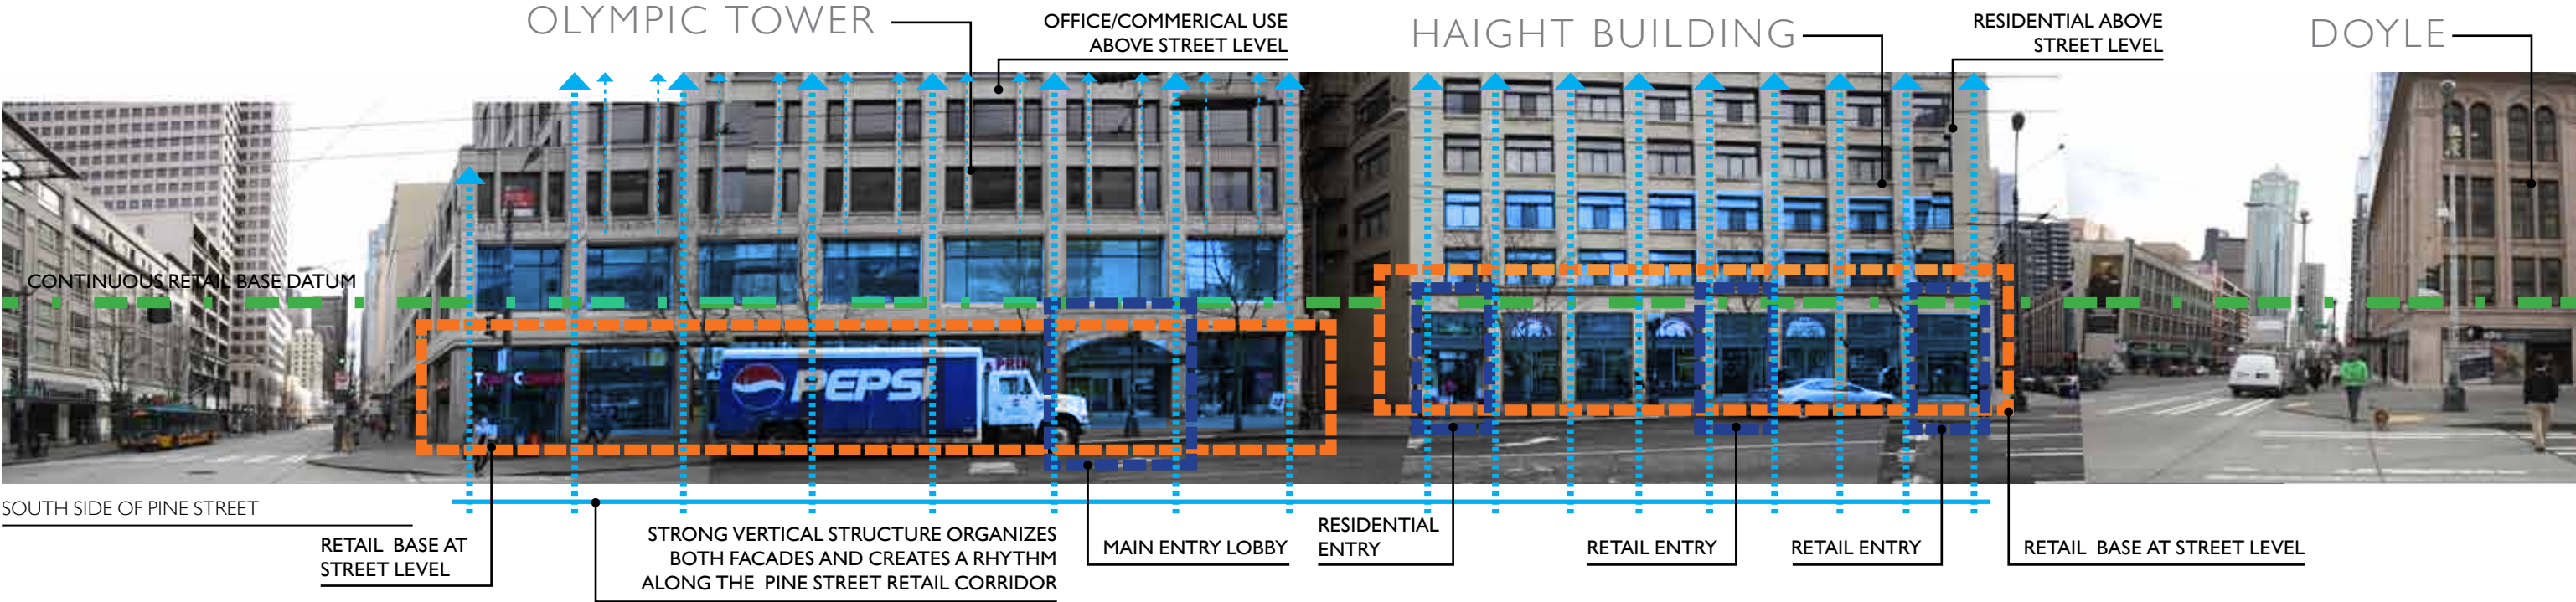 OLYMPIC TOWER
OFFICE/COMMERICAL USE
ABOVE STREET LEVEL
HAIGHT BUILDING
RESIDENTIAL ABOVE
STREET LEVEL
DOYLE
CONTINUOUS RETAIL BASE DATUM
PEPSI
SOUTH SIDE OF PINE STREET
RETAIL BASE AT
STREET LEVEL
STRONG VERTICAL STRUCTURE ORGANIZES
BOTH FACADES AND CREATES A RHYTHM
ALONG THE PINE STREET RETAIL CORRIDOR
MAIN ENTRY LOBBY
RESIDENTIAL
ENTRY
RETAIL ENTRY
RETAIL ENTRY
RETAIL BASE AT STREET LEVEL